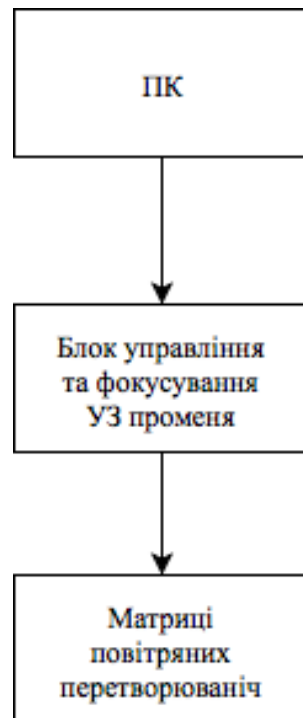 ПК
Блок управління
та фокусування
УЗ променя
Матриці
повітряних
перетворюваніч